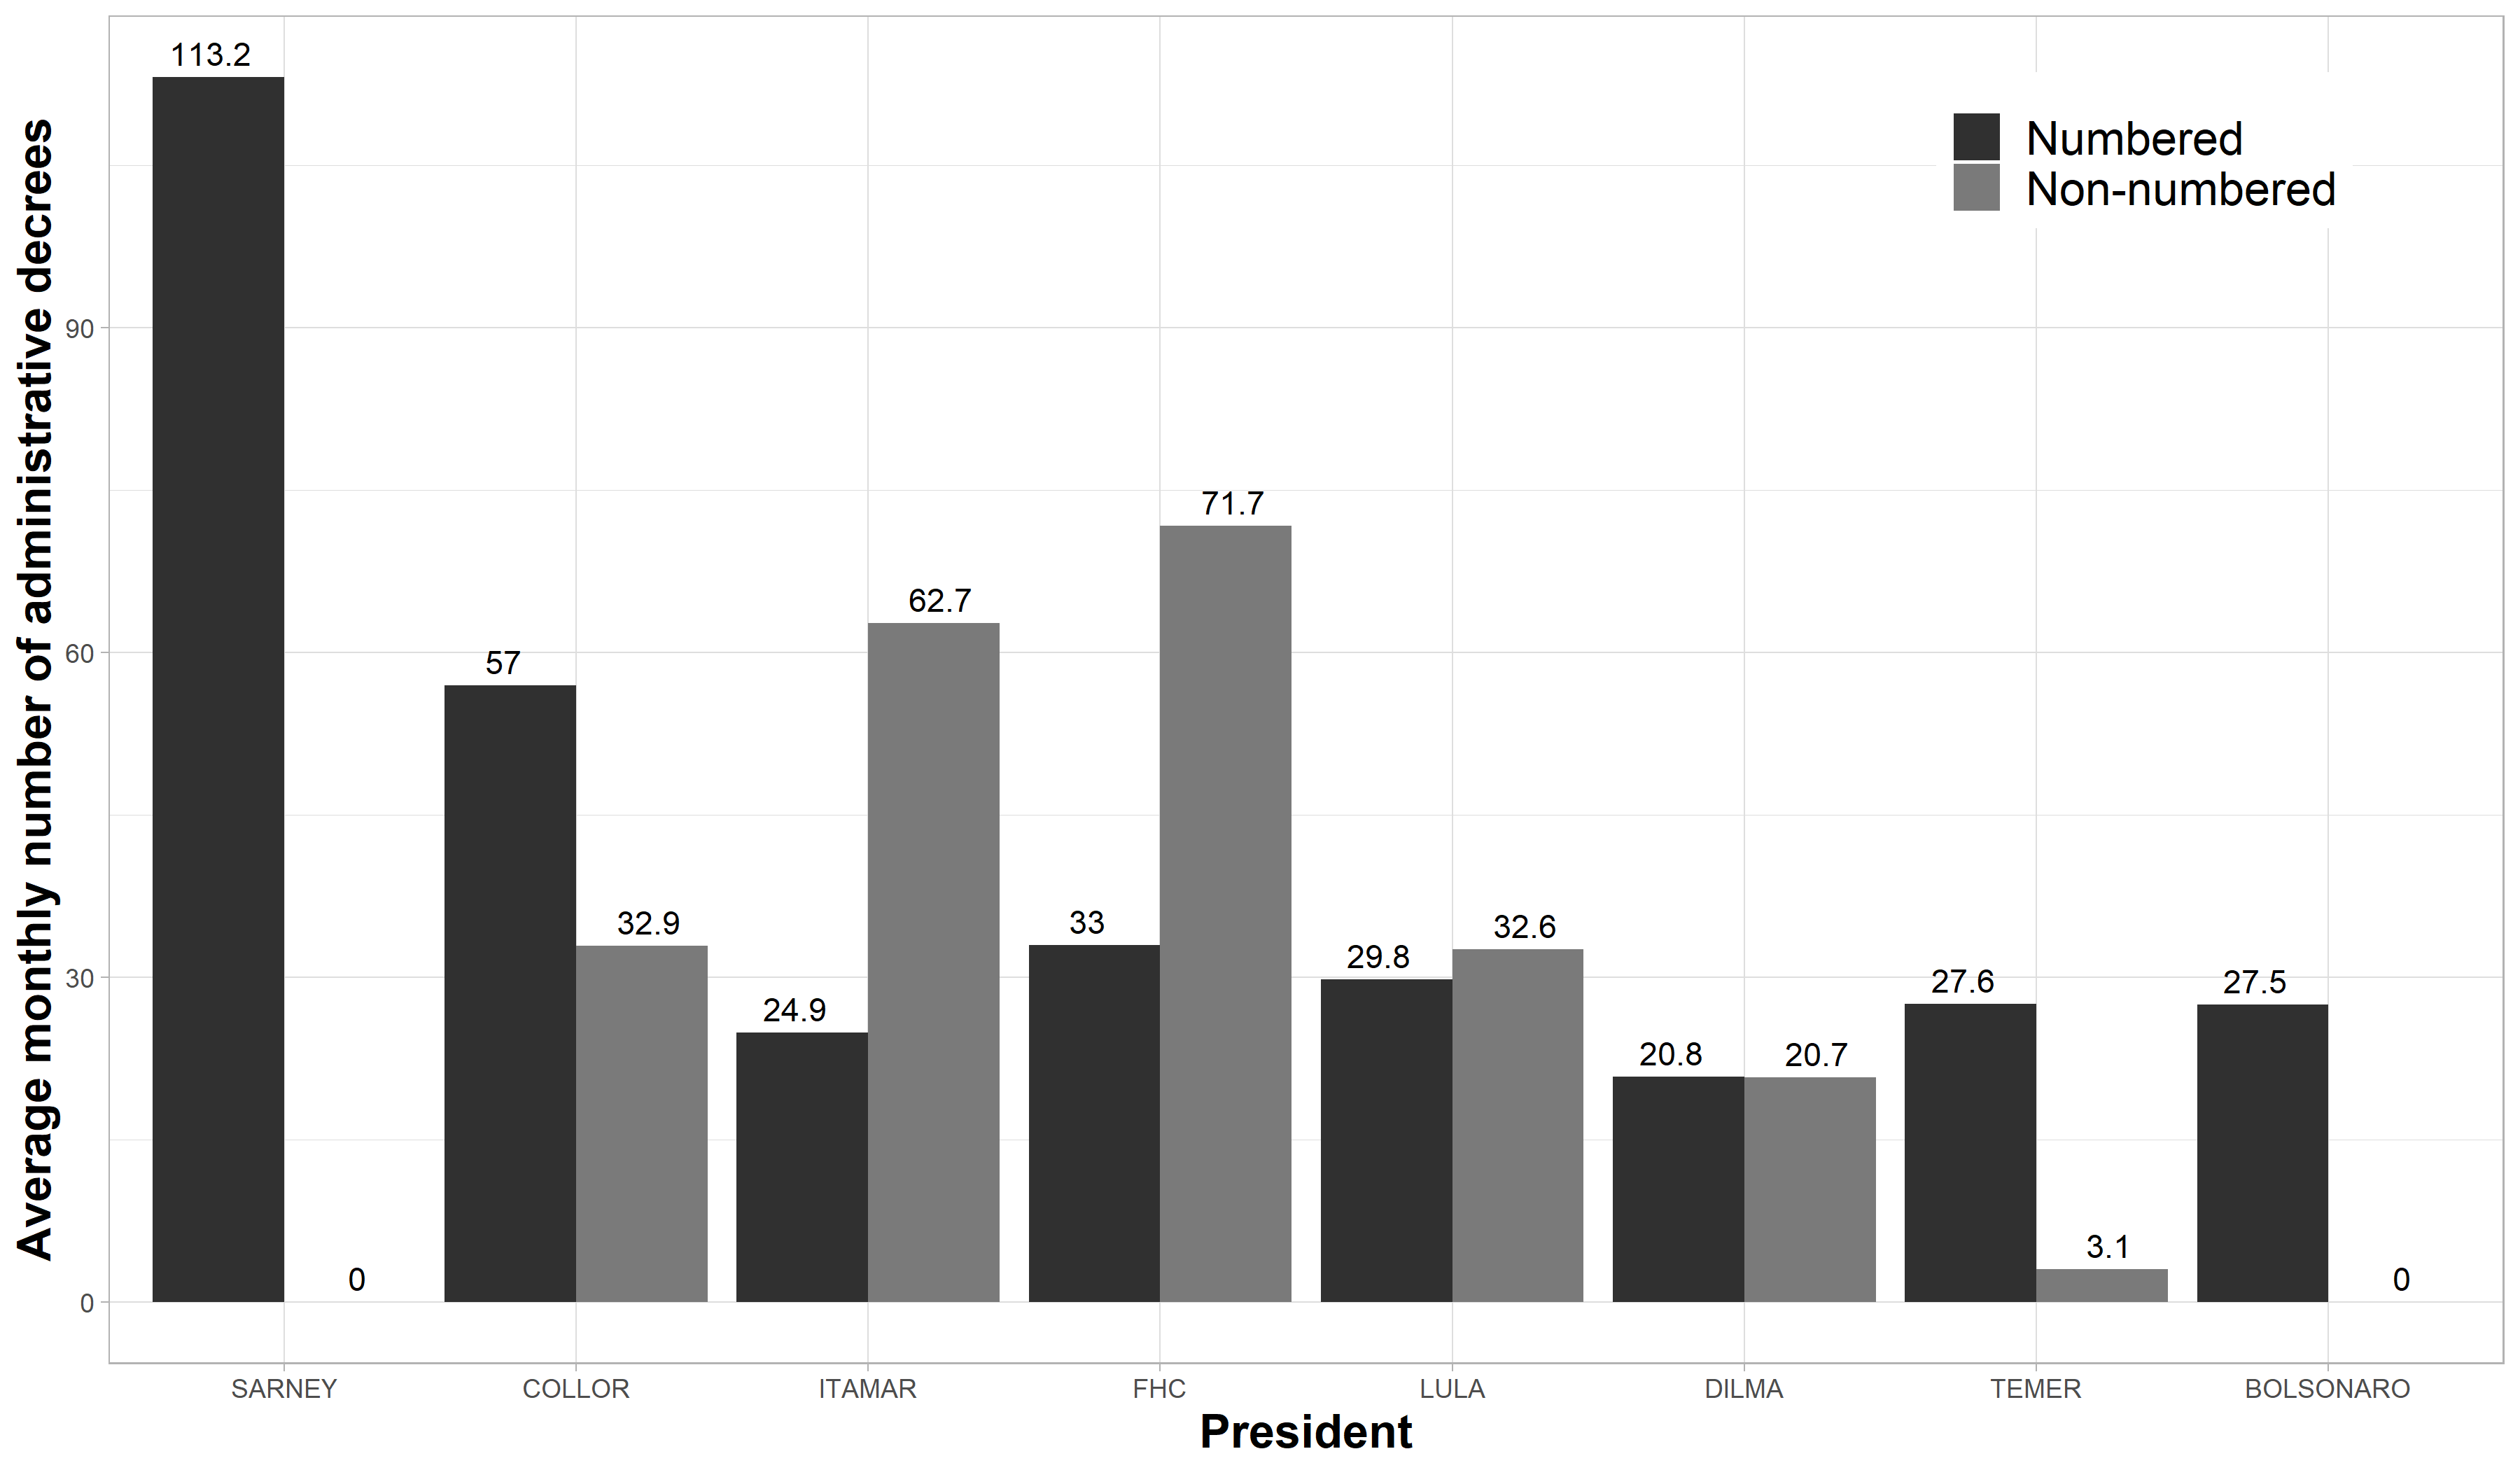 Average monthly number of administrative decrees
90
60
30
0
113.2
0
57
32.9
24.9
62.7
33
71.7
29.8
32.6
20.8
20.7
27.6
3.1
27.5
0
Numbered
Non-numbered
SARNEY
COLLOR
ITAMAR
FHC
LULA
DILMA
TEMER
BOLSONARO
President